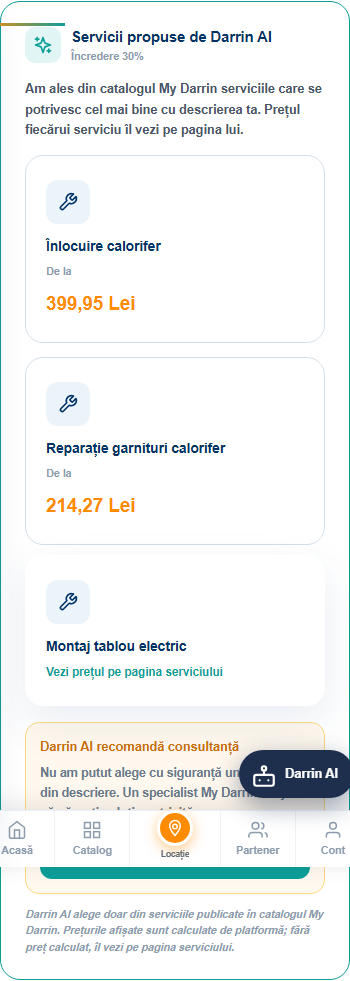 Servicii propuse de Darrin AI
Încredere 30%
Am ales din catalogul My Darrin serviciile care se
potrivesc cel mai bine cu descrierea ta. Prețul
fiecărui serviciu îl vezi pe pagina lui.
Înlocuire calorifer
De la
399,95 Lei
Reparație garnituri calorifer
De la
214,27 Lei
Montaj tablou electric
Vezi prețul pe pagina serviciului
Darrin AI recomandă consultanță
Nu am putut alege cu siguranță un
Darrin AI
din descriere. Un specialist My
Acasă
Catalog
Locație
Partener
Cont
Darrin AI alege doar din serviciile publicate în catalogul My
Darrin. Prețurile afișate sunt calculate de platformă; fără
preț calculat, îl vezi pe pagina serviciului.